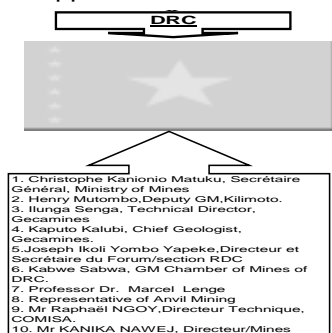 DRC
1. Christophe Kanionio Matuku, Secrétaire
Général, Ministry of Mines
2. Henry Mutombo,Deputy GM,Kilimoto.
3. Ilunga Senga, Technical Director,
Gecamines
4. Kaputo Kalubi, Chief Geologist,
Gecamines.
5.Joseph Ikoli Yombo Yapeke,Directeur et
Secrétaire du Forum/section RDC
6. Kabwe Sabwa, GM Chamber of Mines of
DRC.
7. Professor Dr. Marcel Lenge
8. Representative of Anvil Mining
9. Mr Raphaël NGOY,Directeur Technique,
COMISA.
10. Mr KANIKA NAWEJ, Directeur/Mines